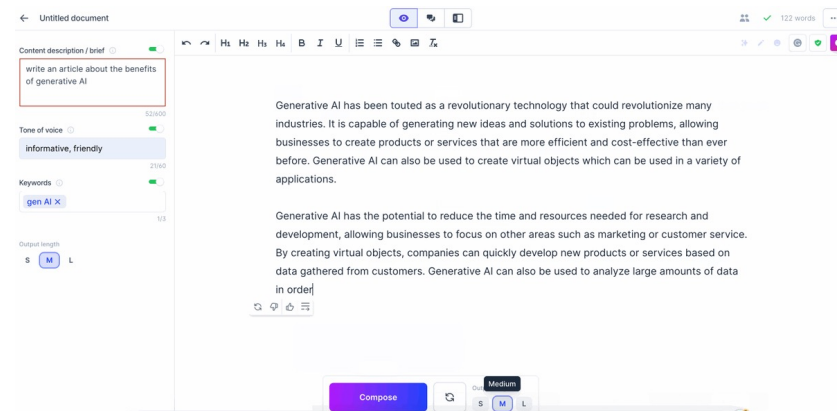 Untitled document
122 words
Content description / brief
write an article about the benefits
of generative AI
52/400
Tone of voice
informative, friendly
21/60
Keywords
gen AI
1/3
Output length
S M L
H1 H2 H3 H4 B I U
Generative AI has been touted as a revolutionary technology that could revolutionize many
industries. It is capable of generating new ideas and solutions to existing problems, allowing
businesses to create products or services that are more efficient and cost-effective than ever
before. Generative AI can also be used to create virtual objects which can be used in a variety of
applications.
Generative AI has the potential to reduce the time and resources needed for research and
development, allowing businesses to focus on other areas such as marketing or customer service.
By creating virtual objects, companies can quickly develop new products or services based on
data gathered from customers. Generative AI can also be used to analyze large amounts of data
in order
Compose
Medium
S M L